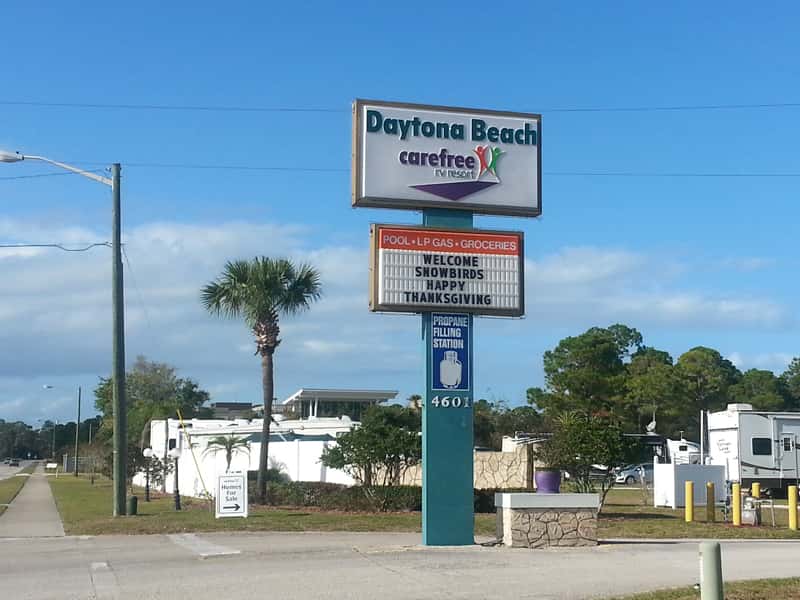 Daytona Beach
carefree
rv resort
POOL • LP GAS • GROCERIES
WELCOME
SNOWBIRDS
HAPPY
THANKSGIVING
PROPANE
FILLING
STATION
4601
Homes
for Sale